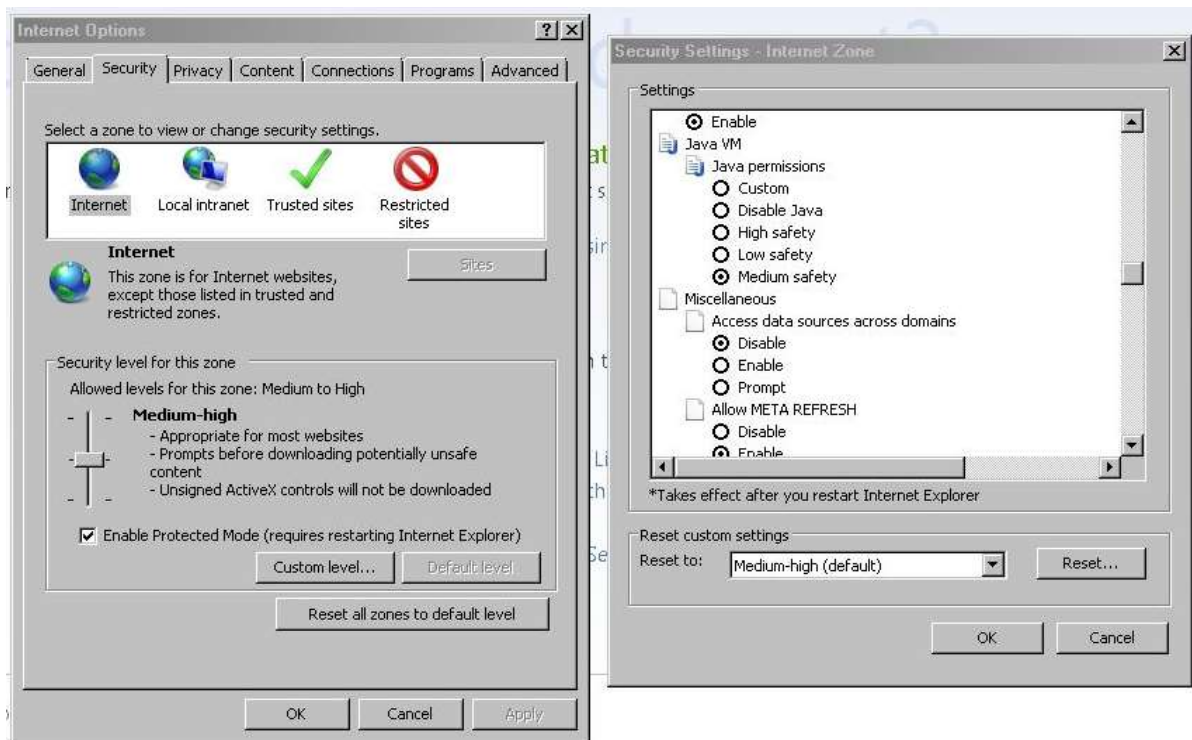 Internet Options
General Security Privacy Content Connections Programs Advanced
Select a zone to view or change security settings.
Internet Local intranet Trusted sites Restricted
sites
Internet
This zone is for Internet websites,
except those listed in trusted and
restricted zones.
Sites
Security level for this zone
Allowed levels for this zone: Medium to High
Medium-high
- Appropriate for most websites
- Prompts before downloading potentially unsafe
content
- Unsigned ActiveX controls will not be downloaded
Enable Protected Mode (requires restarting Internet Explorer)
Custom level... Default level
Reset all zones to default level
OK Cancel Apply
Security Settings - Internet Zone
Settings
Enable
Java VM
Java permissions
Custom
Disable Java
High safety
Low safety
Medium safety
Miscellaneous
Access data sources across domains
Disable
Enable
Prompt
Allow META REFRESH
Disable
Enable
*Takes effect after you restart Internet Explorer
Reset custom settings
Reset to: Medium-high (default) Reset...
OK Cancel